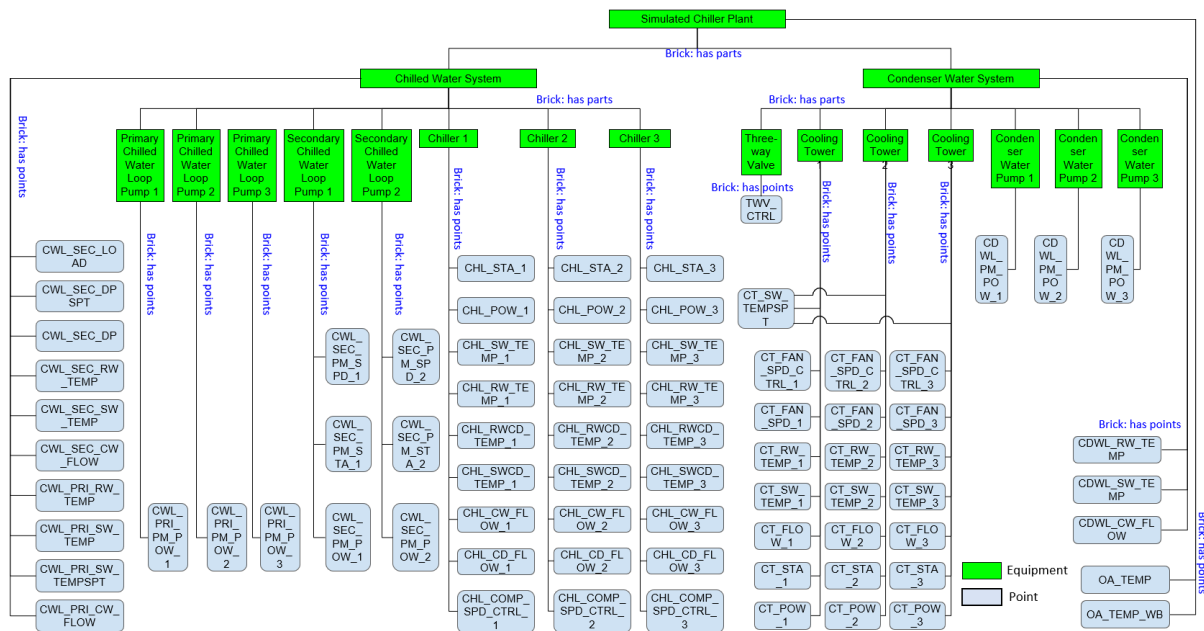 Simulated Chiller Plant
Brick: has parts
Chilled Water System
Condenser Water System
Brick: has parts
Brick: has parts
Brick: has points
Primary
Chilled
Water
Loop
Pump 1
Primary
Chilled
Water
Loop
Pump 2
Primary
Chilled
Water
Loop
Pump 3
Secondary
Chilled
Water Loop
Pump 1
Secondary
Chilled
Water Loop
Pump 2
Chiller 1
Chiller 2
Chiller 3
Three-
way
Valve
Cooling
Tower
1
Cooling
Tower
2
Cooling
Tower
3
Conden
ser
Water
Pump 1
Conden
ser
Water
Pump 2
Conden
ser
Water
Pump 3
Brick: has points
TWV_
CTRL
Brick: has points
Brick: has points
Brick: has points
Brick: has points
Brick: has points
Brick: has points
Brick: has points
Brick: has points
Brick: has points
Brick: has points
Brick: has points
CWL_SEC_LO
AD
CWL_SEC_DP
SPT
CWL_SEC_DP
CWL_SEC_RW
_TEMP
CWL_SEC_SW
_TEMP
CWL_SEC_CW
_FLOW
CWL_PRI_RW_
TEMP
CWL_PRI_SW_
TEMP
CWL_PRI_SW_
TEMPSPT
CWL_PRI_CW_
FLOW
CWL_
PRI_
PM_P
OW_
1
CWL_
PRI_
PM_P
OW_
2
CWL_
PRI_
PM_P
OW_
3
CWL_
SEC_
PM_S
PD_1
CWL_
SEC_P
M_SP
D_2
CWL_
SEC_
PM_S
TA_1
CWL_
SEC_P
M_ST
A_2
CWL_
SEC_
PM_P
OW_1
CWL_
SEC_
PM_P
OW_2
CHL_STA_1
CHL_STA_2
CHL_STA_3
CHL_POW_1
CHL_POW_2
CHL_POW_3
CHL_SW_TE
MP_1
CHL_SW_TE
MP_2
CHL_SW_TE
MP_3
CHL_RW_TE
MP_1
CHL_RW_TE
MP_2
CHL_RW_TE
MP_3
CHL_RWCD_
TEMP_1
CHL_RWCD_
TEMP_2
CHL_RWCD_
TEMP_3
CHL_SWCD_
TEMP_1
CHL_SWCD_
TEMP_2
CHL_SWCD_
TEMP_3
CHL_CW_FL
OW_1
CHL_CW_FL
OW_2
CHL_CW_FL
OW_3
CHL_CD_FL
OW_1
CHL_CD_FL
OW_2
CHL_CD_FL
OW_3
CHL_COMP_
SPD_CTRL_
1
CHL_COMP_
SPD_CTRL_
2
CHL_COMP_
SPD_CTRL_
3
CT_SW_
TEMPSP
T
CT_FAN
_SPD_C
TRL_1
CT_FAN
_SPD_C
TRL_2
CT_FAN
_SPD_C
TRL_3
CT_FAN_
SPD_1
CT_FAN
_SPD_2
CT_FAN
_SPD_3
CT_RW_
TEMP_1
CT_RW_
TEMP_2
CT_RW_
TEMP_3
CT_SW_
TEMP_1
CT_SW_
TEMP_2
CT_SW_
TEMP_3
CT_FLO
W_1
CT_FLO
W_2
CT_FLO
W_3
CT_STA
_1
CT_STA
_2
CT_STA
_3
CT_POW
_1
CT_POW
_2
CT_POW
_3
CD
WL_
PM_
PO
W_1
CD
WL_
PM_
PO
W_2
CD
WL_
PM_
PO
W_3
Brick: has points
CDWL_RW_TE
MP
CDWL_SW_TE
MP
CDWL_CW_FL
OW
Equipment
Point
OA_TEMP
OA_TEMP_WB
Brick: has points